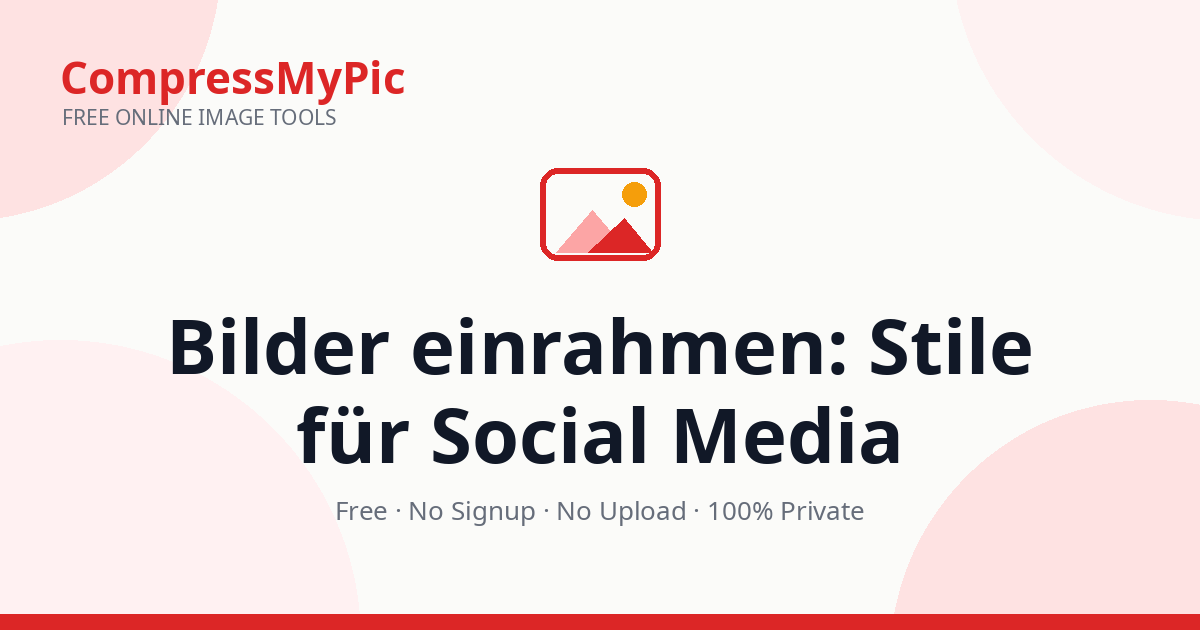 CompressMyPic
FREE ONLINE IMAGE TOOLS
Bilder einrahmen: Stile
für Social Media
Free · No Signup · No Upload · 100% Private